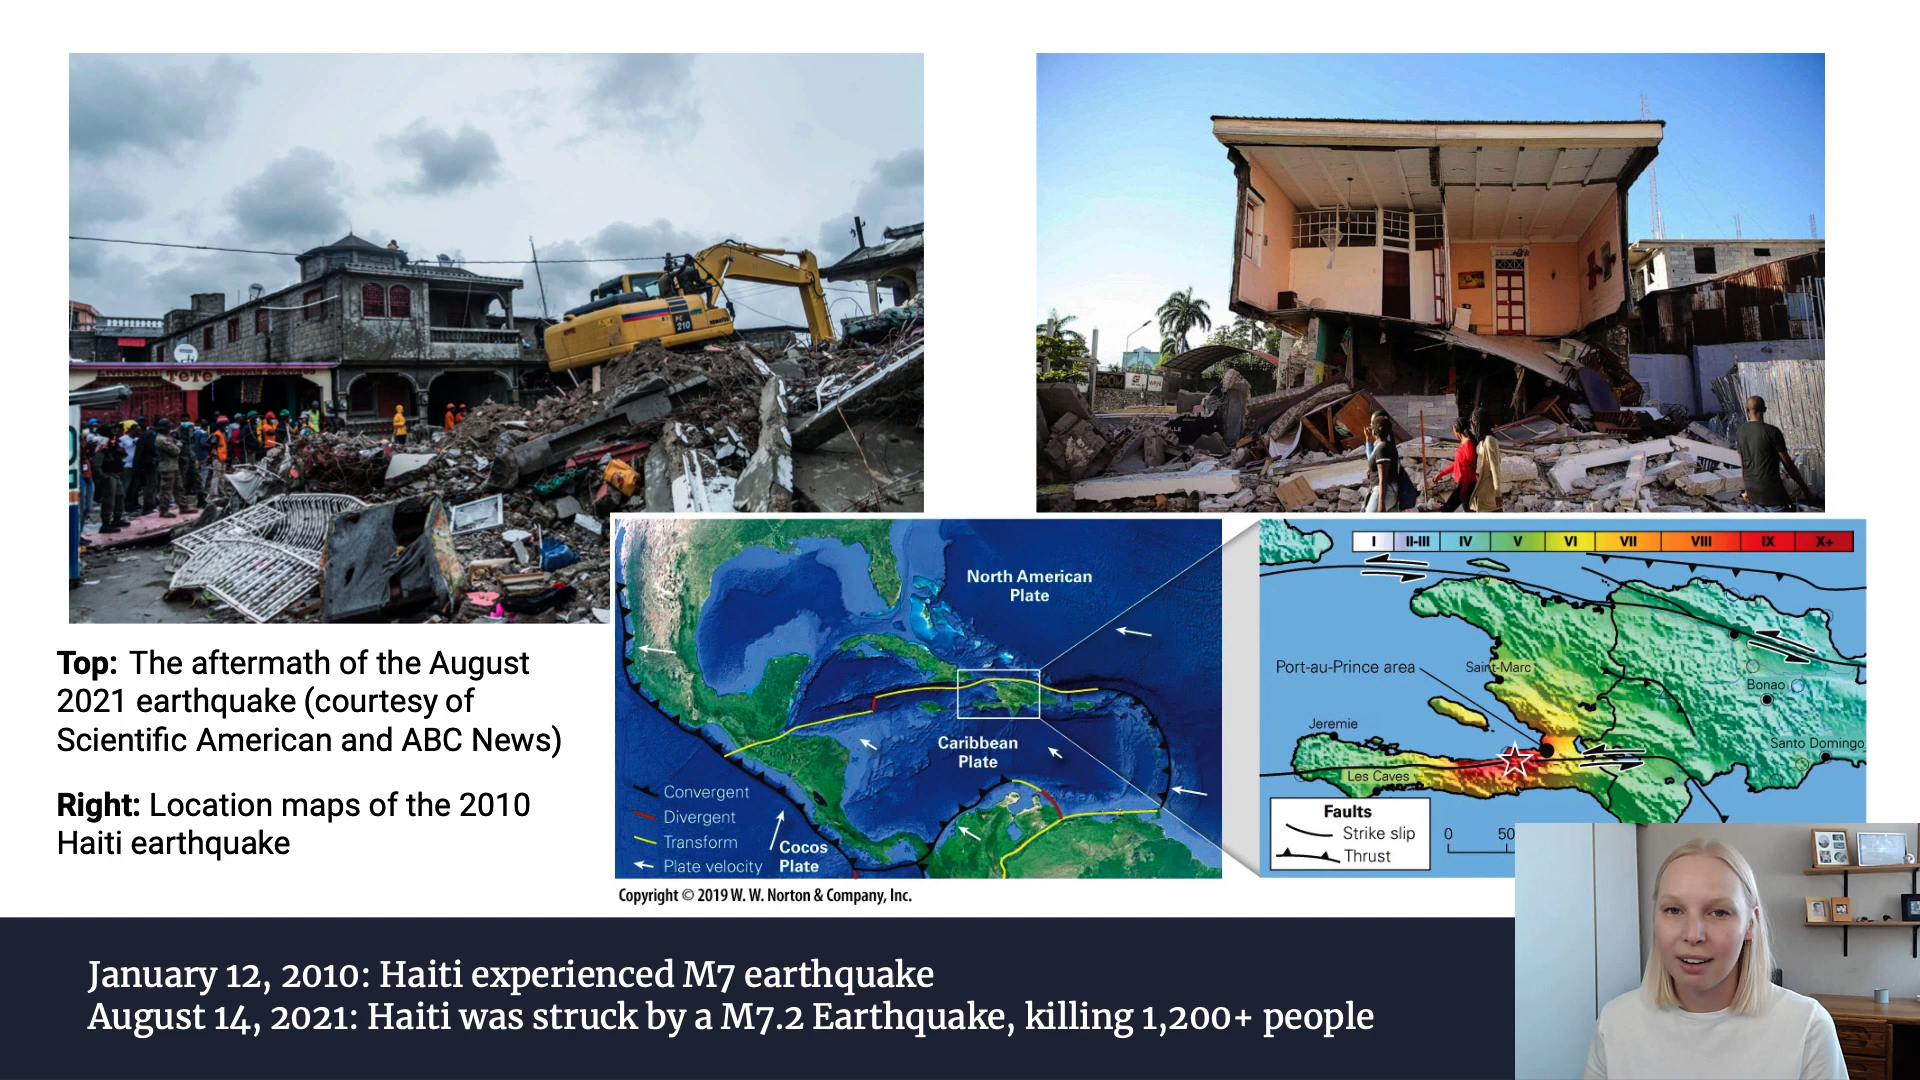 TETE
PC
210
Top: The aftermath of the August
2021 earthquake (courtesy of
Scientific American and ABC News)
Right: Location maps of the 2010
Haiti earthquake
North American
Plate
Caribbean
Plate
Cocos
Plate
Convergent
Divergent
Transform
Plate velocity
Copyright © 2019 W. W. Norton & Company, Inc.
I II-III IV V VI VII VIII IX X+
Port-au-Prince area
Saint-Marc
Bonao
Jeremie
Santo Domingo
Les Caves
Faults
Strike slip
Thrust
0 50
January 12, 2010: Haiti experienced M7 earthquake
August 14, 2021: Haiti was struck by a M7.2 Earthquake, killing 1,200+ people